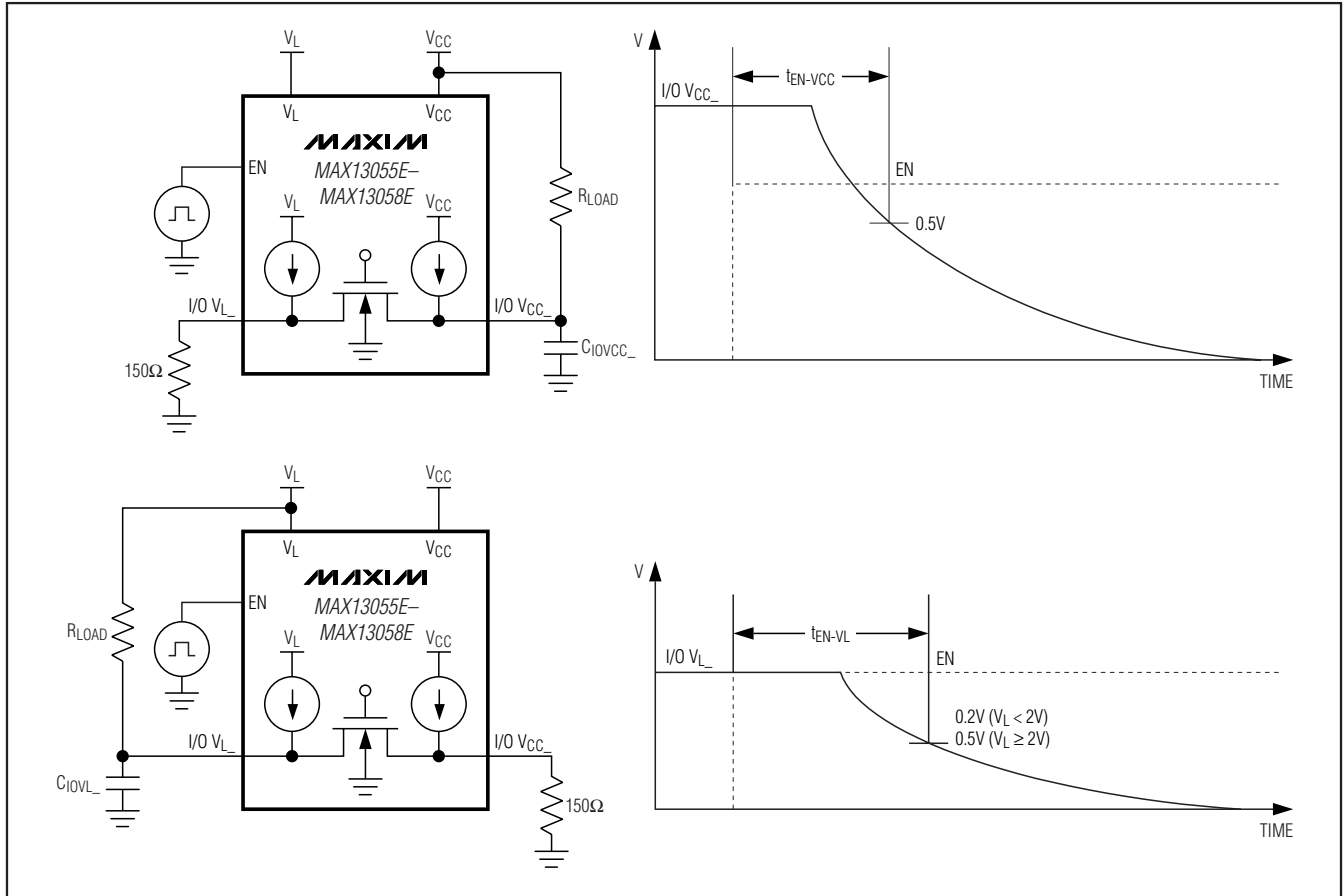 VL
VCC
VL
VCC
MAXIM
MAX13055E–
MAX13058E
EN
VL
VCC
RLOAD
I/O VL_
I/O VCC_
150Ω
CIOVCC_
V
tEN-VCC
I/O VCC_
EN
0.5V
TIME
VL
VCC
VL
VCC
MAXIM
MAX13055E–
MAX13058E
EN
RLOAD
VL
VCC
I/O VL_
I/O VCC_
CIOVL_
150Ω
V
tEN-VL
I/O VL_
EN
0.2V (VL < 2V)
0.5V (VL ≥ 2V)
TIME